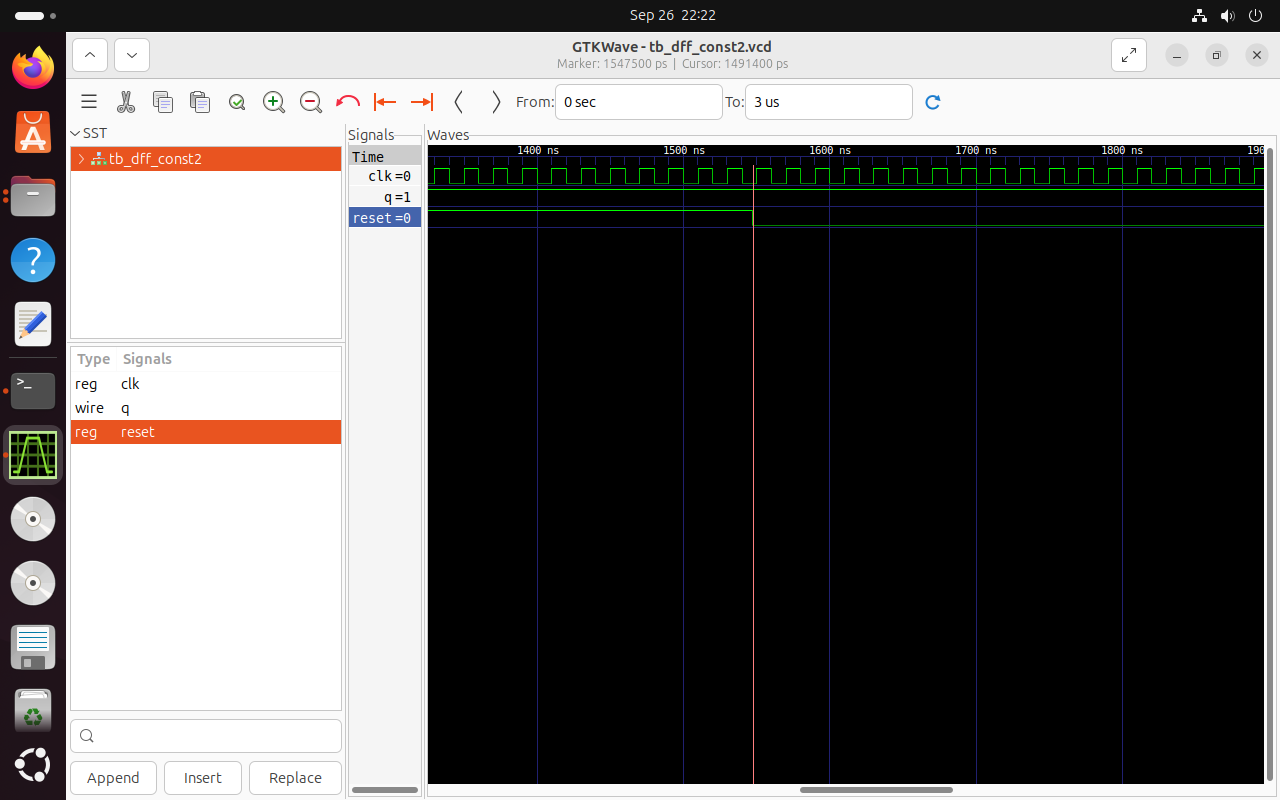 Sep 26 22:22
GTKWave - tb_dff_const2.vcd
Marker: 1547500 ps | Cursor: 1491400 ps
From: 0 sec To: 3 us
SST
tb_dff_const2
Type Signals
reg clk
wire q
reg reset
Append Insert Replace
Signals
Time
clk =0
q =1
reset =0
Waves
1400 ns 1500 ns 1600 ns 1700 ns 1800 ns 190